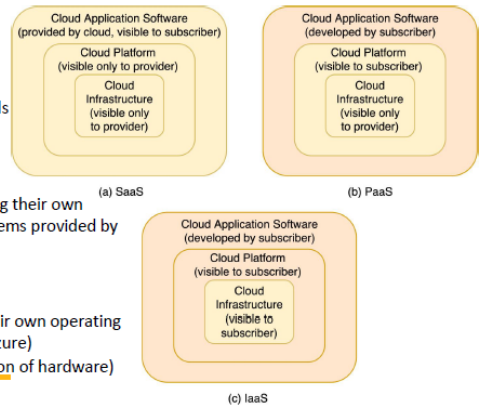 Cloud Application Software
(provided by cloud, visible to subscriber)
Cloud Platform
(visible only to provider)
Cloud
Infrastructure
(visible only
to provider)
(a) SaaS
Cloud Application Software
(developed by subscriber)
Cloud Platform
(visible to subscriber)
Cloud
Infrastructure
(visible only
to provider)
(b) PaaS
g their own
ems provided by
Cloud Application Software
(developed by subscriber)
Cloud Platform
(visible to subscriber)
Cloud
Infrastructure
(visible to
subscriber)
(c) IaaS
ir own operating
zure)
on of hardware)